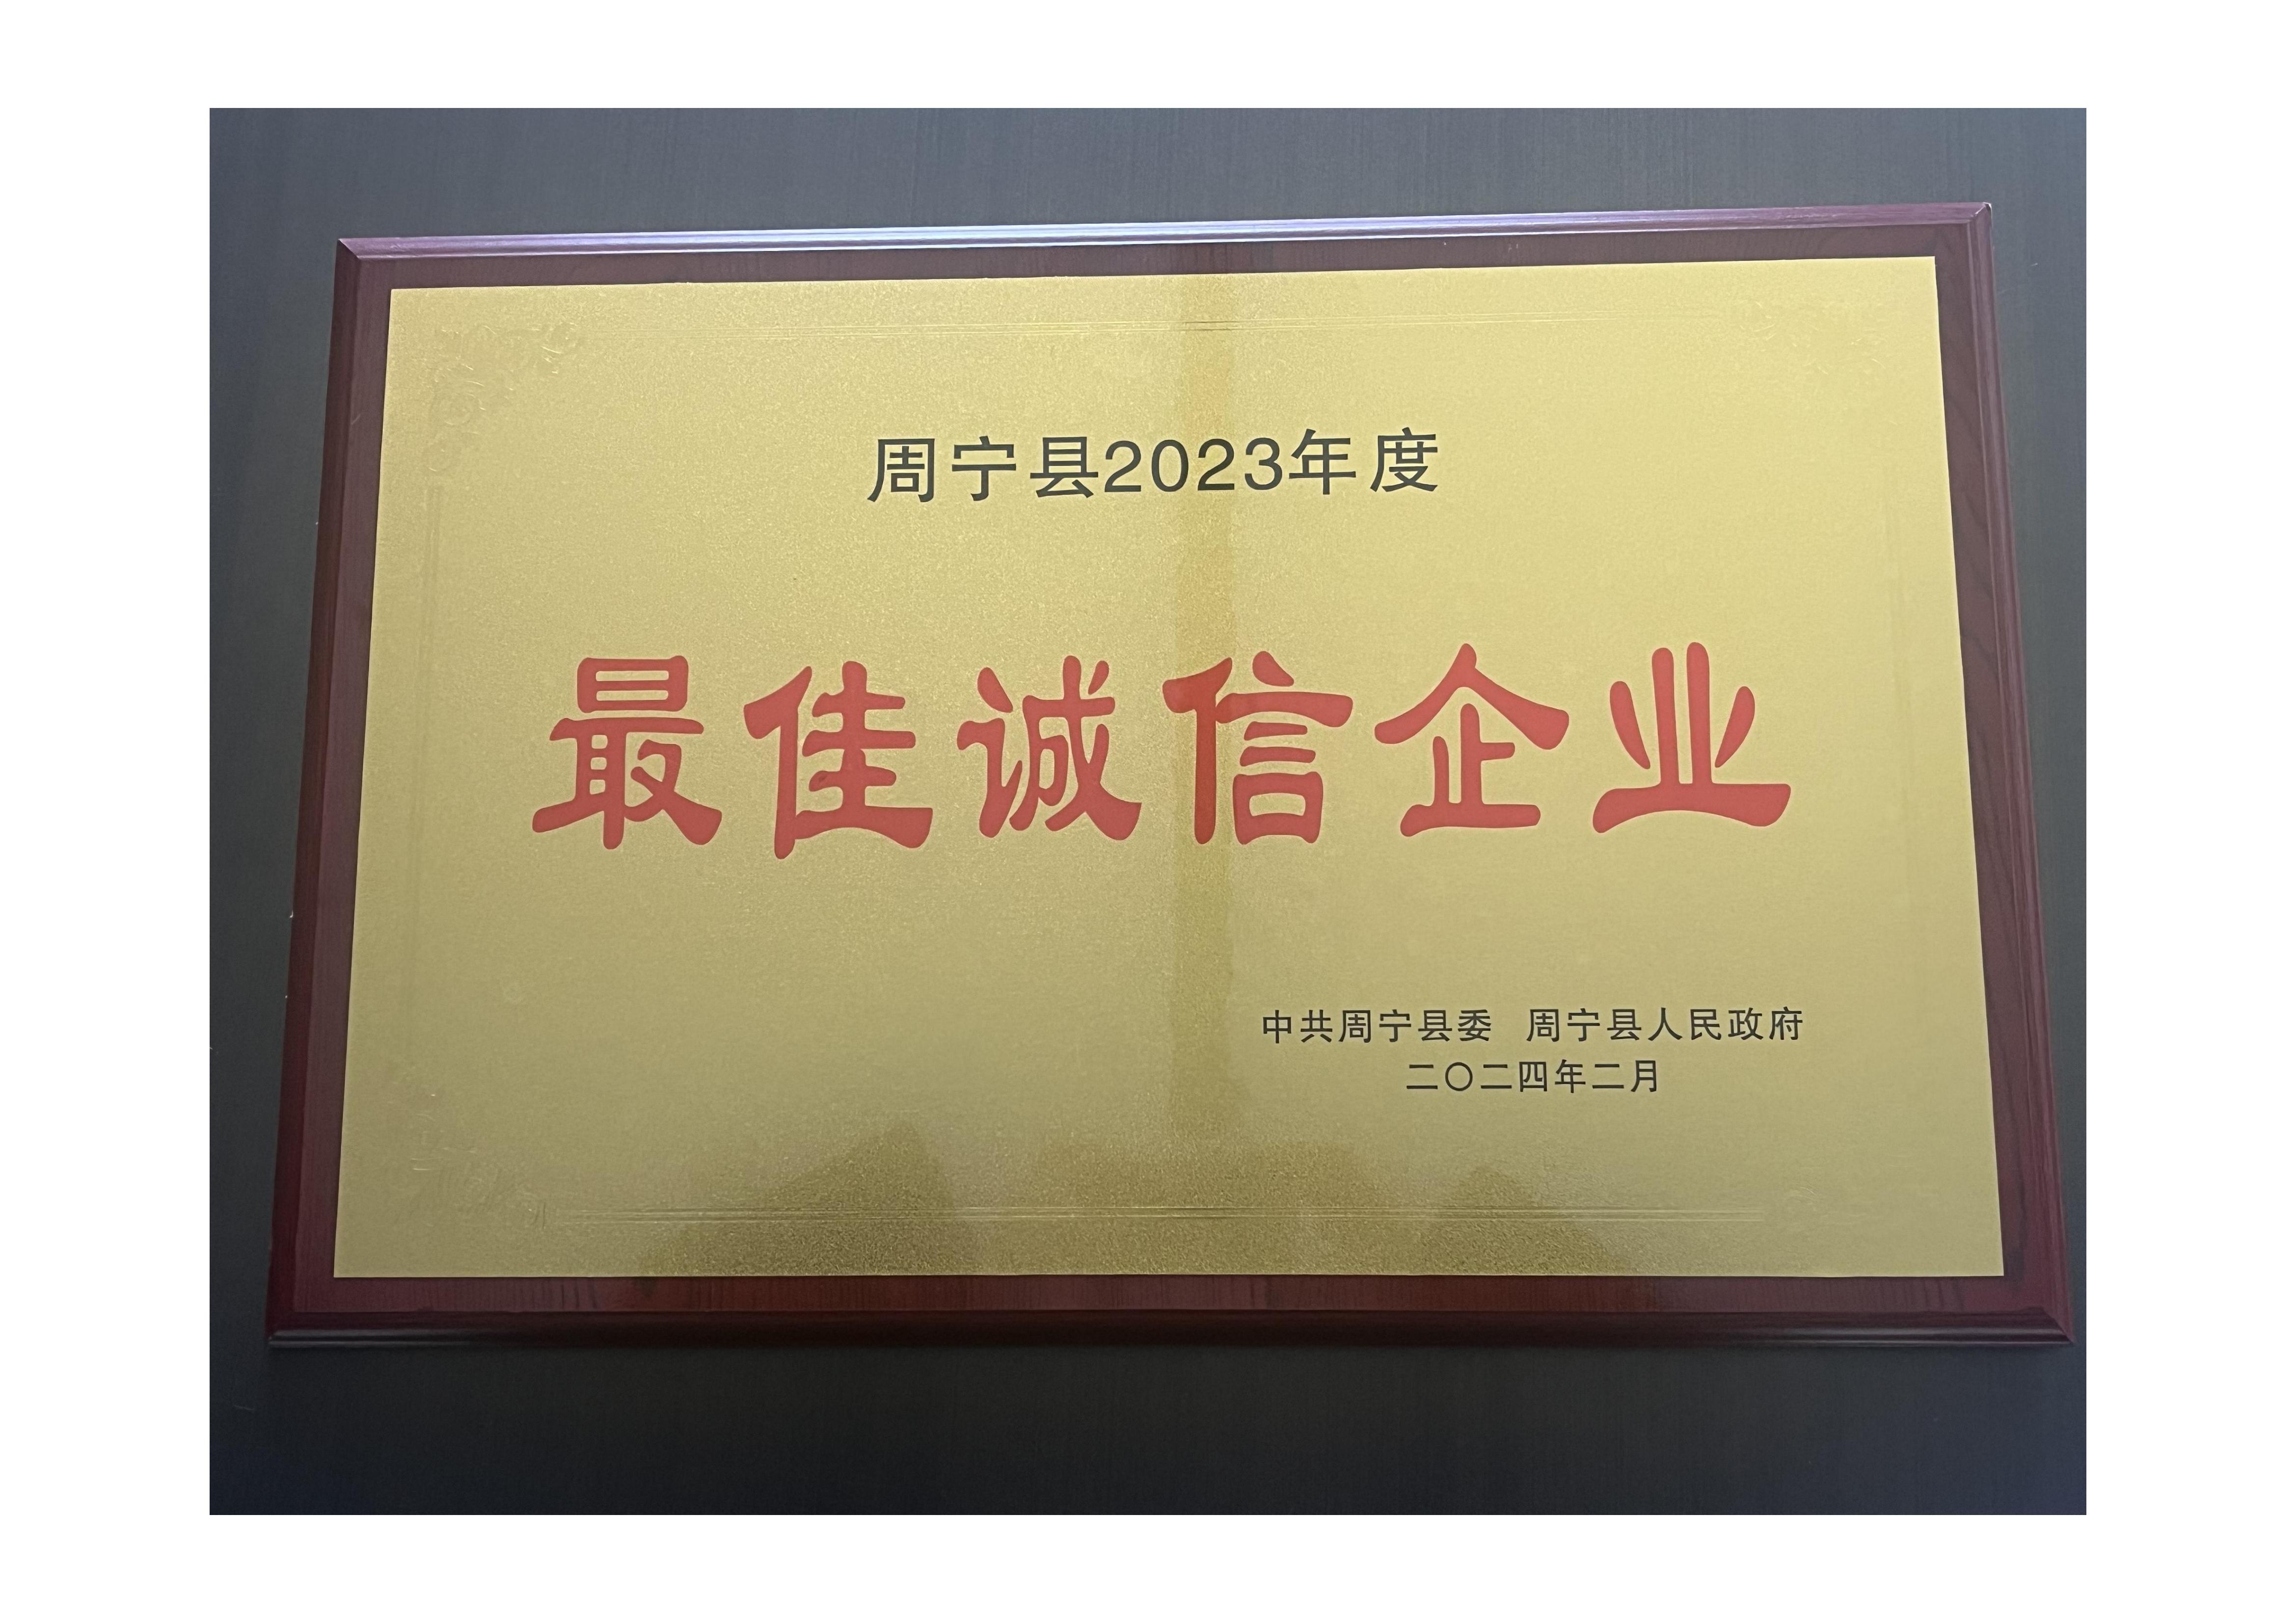 周宁县2023年度
最佳诚信企业
中共周宁县委 周宁县人民政府
二〇二四年二月